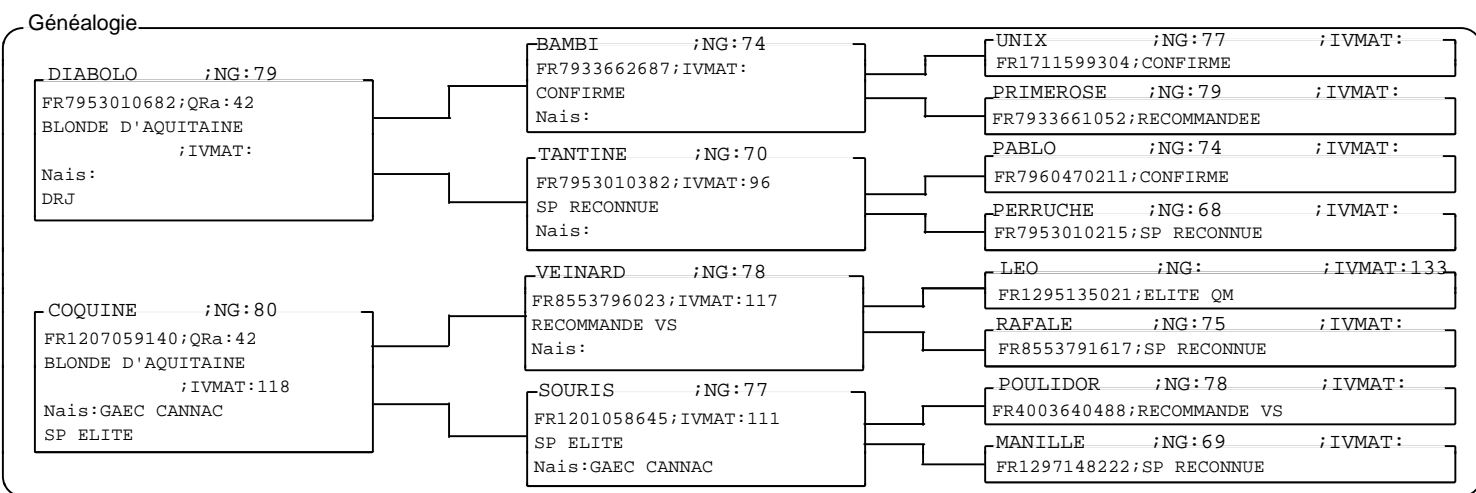 Généalogie
DIABOLO ;NG:79
FR7953010682;QRa:42
BLONDE D'AQUITAINE
;IVMAT:
Nais:
DRJ
COQUINE ;NG:80
FR1207059140;QRa:42
BLONDE D'AQUITAINE
;IVMAT:118
Nais:GAEC CANNAC
SP ELITE
BAMBI ;NG:74
FR7933662687;IVMAT:
CONFIRME
Nais:
TANTINE ;NG:70
FR7953010382;IVMAT:96
SP RECONNUE
Nais:
VEINARD ;NG:78
FR8553796023;IVMAT:117
RECOMMANDE VS
Nais:
SOURIS ;NG:77
FR1201058645;IVMAT:111
SP ELITE
Nais:GAEC CANNAC
UNIX ;NG:77 ;IVMAT:
FR1711599304;CONFIRME
PRIMEROSE ;NG:79 ;IVMAT:
FR7933661052;RECOMMANDEE
PABLO ;NG:74 ;IVMAT:
FR7960470211;CONFIRME
PERRUCHE ;NG:68 ;IVMAT:
FR7953010215;SP RECONNUE
LEO ;NG: ;IVMAT:133
FR1295135021;ELITE QM
RAFALE ;NG:75 ;IVMAT:
FR8553791617;SP RECONNUE
POULIDOR ;NG:78 ;IVMAT:
FR4003640488;RECOMMANDE VS
MANILLE ;NG:69 ;IVMAT:
FR1297148222;SP RECONNUE